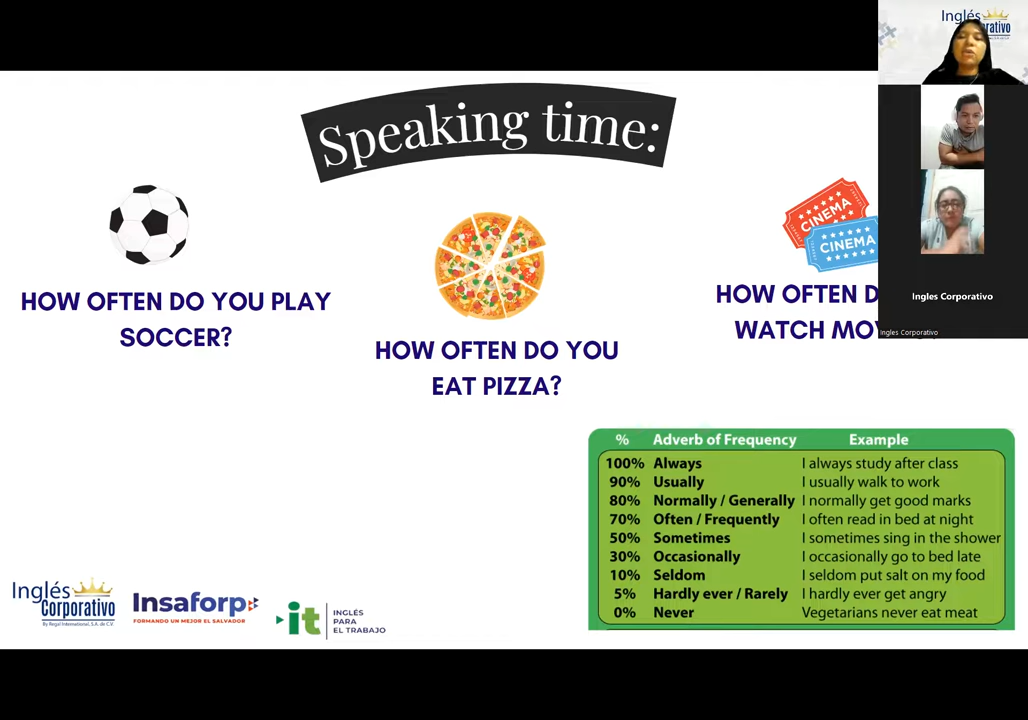 Speaking time:
Inglés
CINEMA
CINEMA
HOW OFTEN DO YOU PLAY
SOCCER?
HOW OFTEN DO YOU
EAT PIZZA?
HOW OFTEN
WATCH
Ingles Corporativo
Ingles Corporativo
% Adverb of Frequency Example
100% Always I always study after class
90% Usually I usually walk to work
80% Normally / Generally I normally get good marks
70% Often / Frequently I often read in bed at night
50% Sometimes I sometimes sing in the shower
30% Occasionally I occasionally go to bed late
10% Seldom I seldom put salt on my food
5% Hardly ever / Rarely I hardly ever get angry
0% Never Vegetarians never eat meat
Inglés
Corporativo
By Regal International, S.A. de C.V.
Insaforp
FORMANDO UN MEJOR EL SALVADOR
it
INGLÉS
PARA
EL TRABAJO